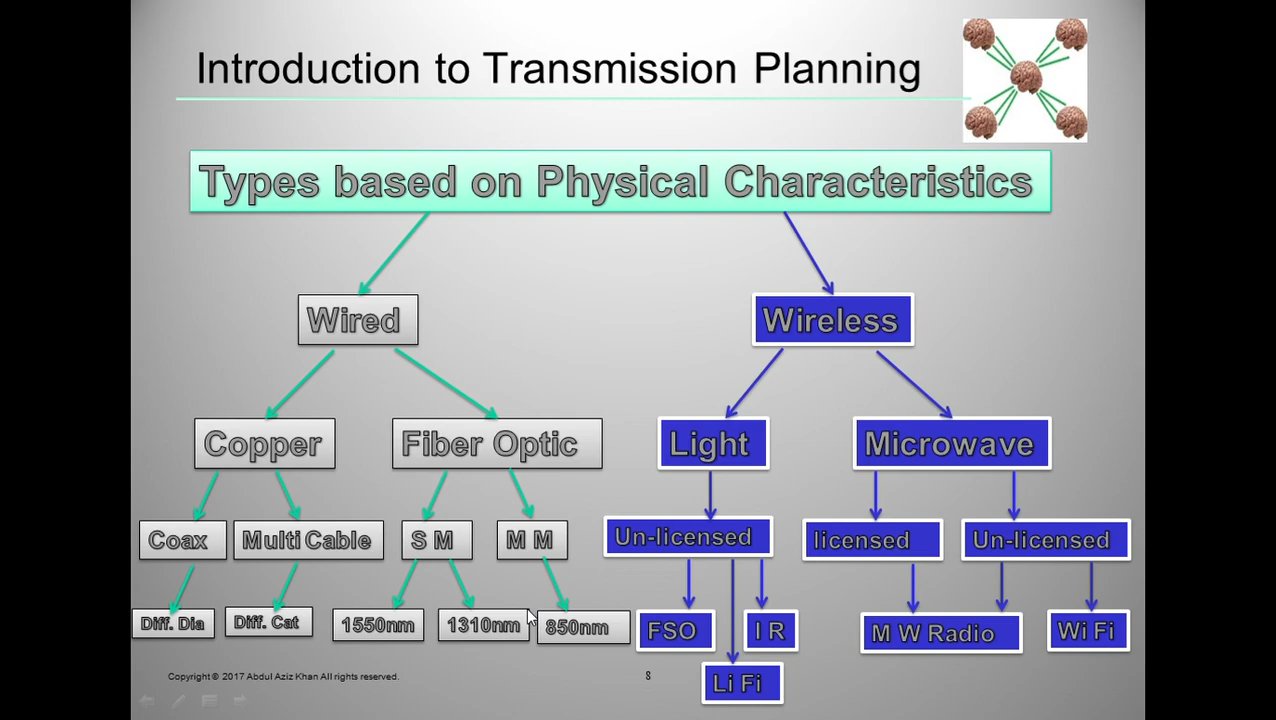 Introduction to Transmission Planning
Types based on Physical Characteristics
Wired
Wireless
Copper
Fiber Optic
Light
Microwave
Coax
Multi Cable
S M
M M
Un-licensed
licensed
Un-licensed
Diff. Dia
Diff. Cat
1550nm
1310nm
850nm
FSO
I R
M W Radio
Wi Fi
Li Fi
Copyright © 2017 Abdul Aziz Khan All rights reserved.
8